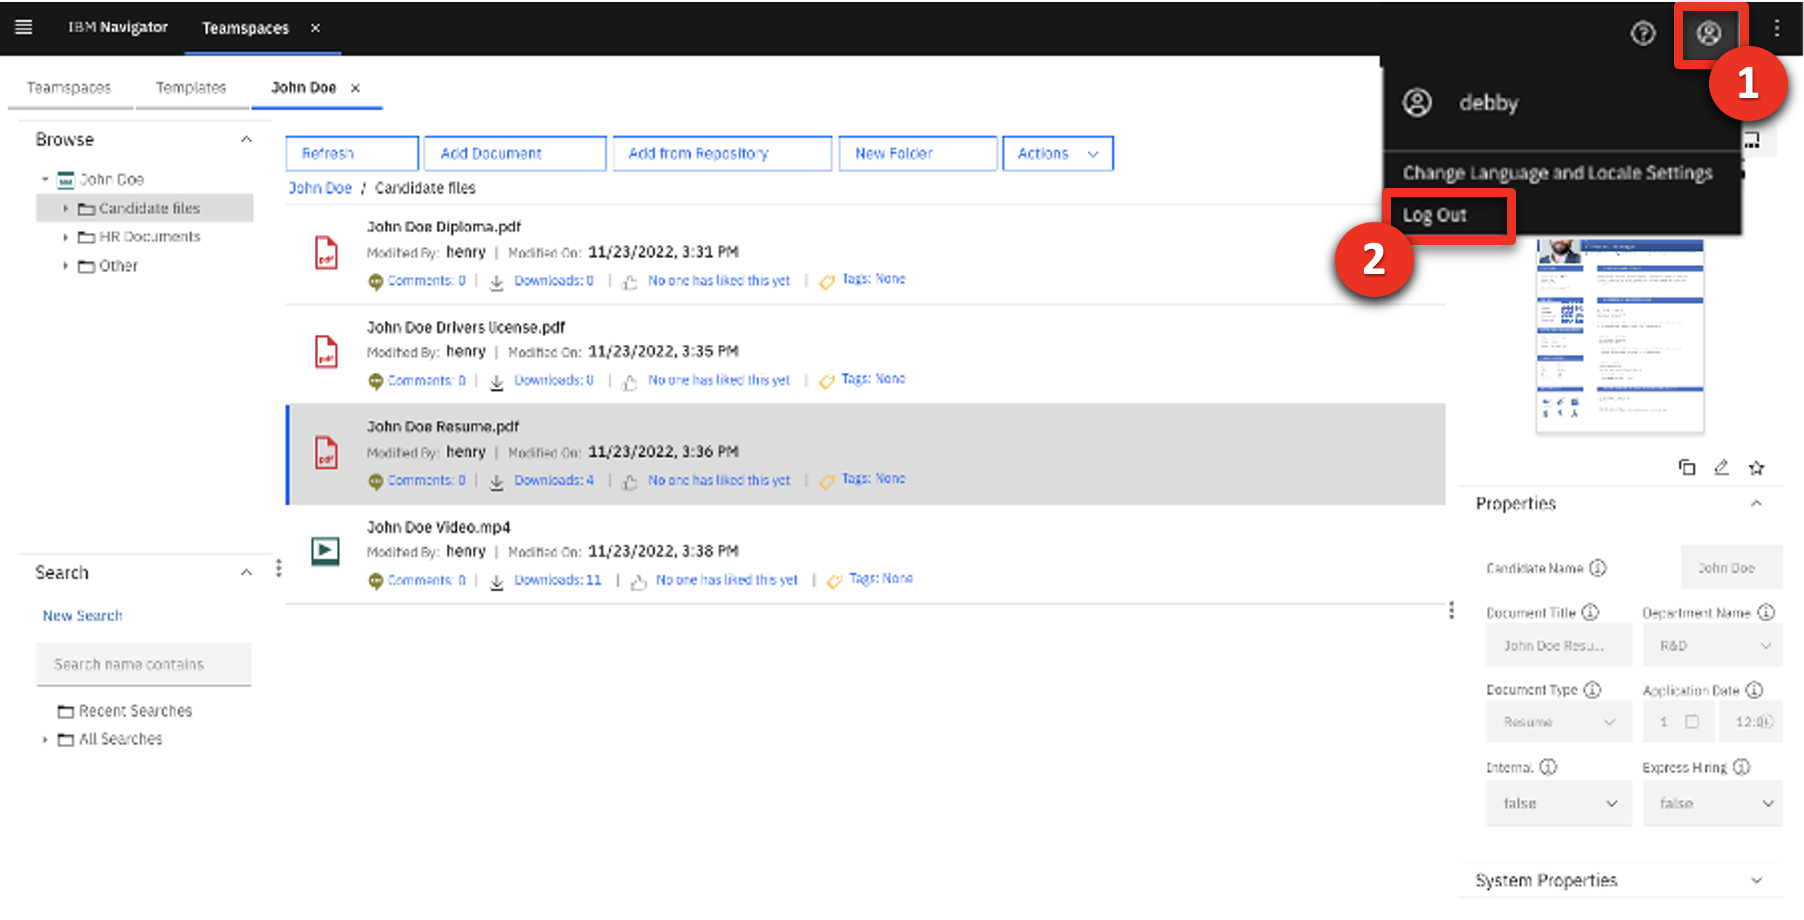 IBM Navigator
Teamspaces
1
Teamspaces
Templates
John Doe
debby
Change Language and Locale Settings
Log Out
2
Browse
John Doe
Candidate files
HR Documents
Other
Refresh
Add Document
Add from Repository
New Folder
Actions
John Doe / Candidate files
John Doe Diploma.pdf
Modified By: henry | Modified On: 11/23/2022, 3:31 PM
Comments: 0 | Downloads: 0 | No one has liked this yet | Tags: None
John Doe Drivers license.pdf
Modified By: henry | Modified On: 11/23/2022, 3:35 PM
Comments: 0 | Downloads: 0 | No one has liked this yet | Tags: None
John Doe Resume.pdf
Modified By: henry | Modified On: 11/23/2022, 3:36 PM
Comments: 0 | Downloads: 4 | No one has liked this yet | Tags: None
John Doe Video.mp4
Modified By: henry | Modified On: 11/23/2022, 3:38 PM
Comments: 0 | Downloads: 11 | No one has liked this yet | Tags: None
Search
New Search
Search name contains
Recent Searches
All Searches
Properties
Candidate Name
John Doe
Document Title
Department Name
John Doe Resu...
R&D
Document Type
Application Date
Resume
1
Internal
Express Hiring
false
false
System Properties